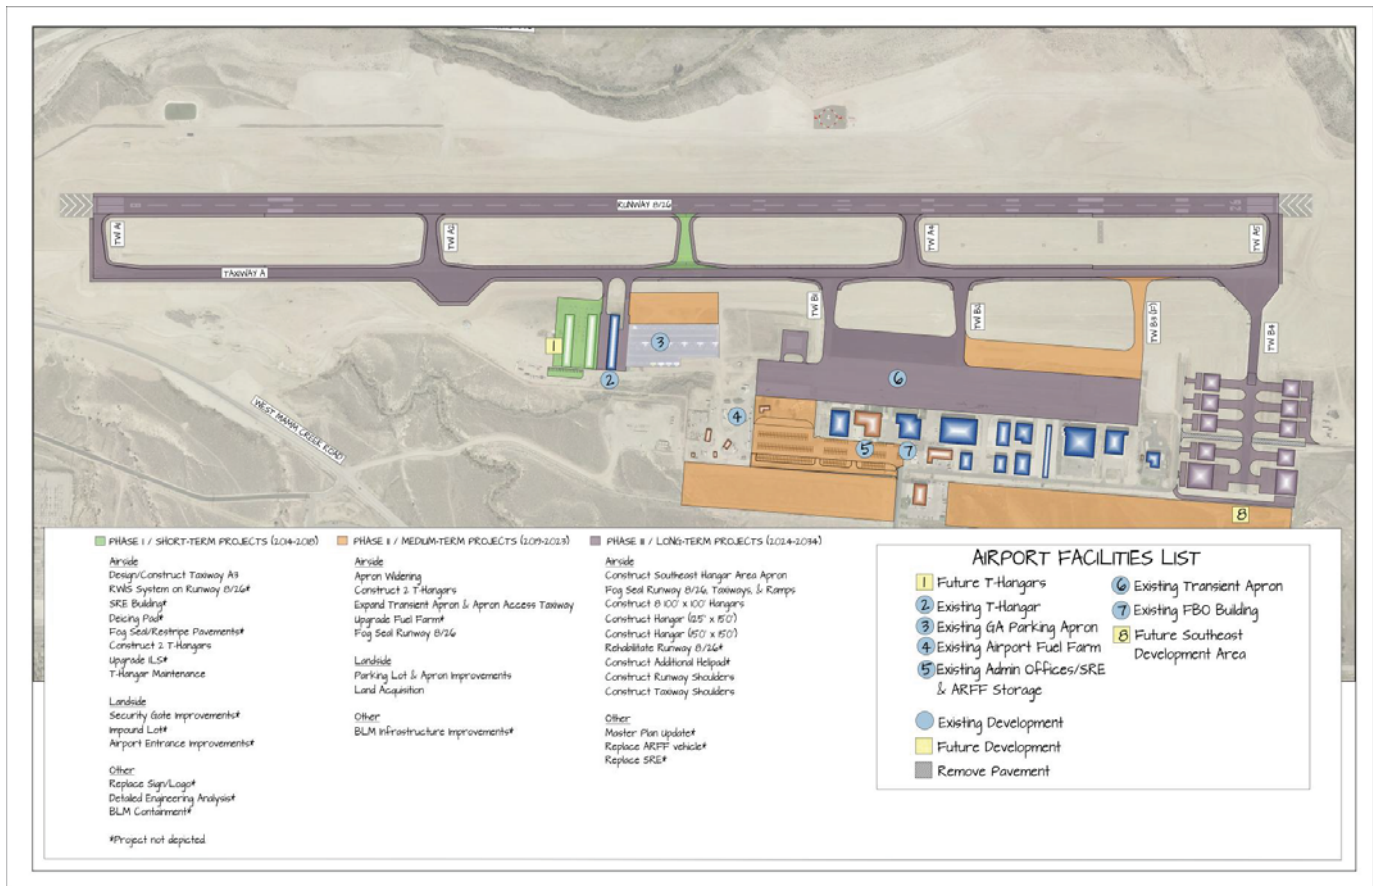 RUNWAY 8/26
TW A1
TW A2
TW A4
TW A5
TAXIWAY A
TW B1
TW B2
TW B3 (F)
TW B4
1
2
3
4
5
6
7
8
WEST MAMM CREEK ROAD
PHASE I / SHORT-TERM PROJECTS (2014-2018)
Airside
Design/Construct Taxiway A3
RWIS System on Runway 8/26*
SRE Building*
Deicing Pad*
Fog Seal/Restripe Pavements*
Construct 2 T-Hangars
Upgrade ILS*
T-Hangar Maintenance
Landside
Security Gate Improvements*
Impound Lot*
Airport Entrance Improvements*
Other
Replace Sign/Logo*
Detailed Engineering Analysis*
BLM Containment*
*Project not depicted
PHASE II / MEDIUM-TERM PROJECTS (2019-2023)
Airside
Apron Widening
Construct 2 T-Hangars
Expand Transient Apron & Apron Access Taxiway
Upgrade Fuel Farm*
Fog Seal Runway 8/26
Landside
Parking Lot & Apron Improvements
Land Acquisition
Other
BLM Infrastructure Improvements*
PHASE III / LONG-TERM PROJECTS (2024-2034)
Airside
Construct Southeast Hangar Area Apron
Fog Seal Runway 8/26, Taxiways, & Ramps
Construct 8 100' x 100' Hangars
Construct Hangar (125' x 150')
Construct Hangar (150' x 150')
Rehabilitate Runway 8/26*
Construct Additional Helipad*
Construct Runway Shoulders
Construct Taxiway Shoulders
Other
Master Plan Update*
Replace ARFF vehicle*
Replace SRE*
AIRPORT FACILITIES LIST
1 Future T-Hangars
2 Existing T-Hangar
3 Existing GA Parking Apron
4 Existing Airport Fuel Farm
5 Existing Admin Offices/SRE
& ARFF Storage
6 Existing Transient Apron
7 Existing FBO Building
8 Future Southeast
Development Area
Existing Development
Future Development
Remove Pavement